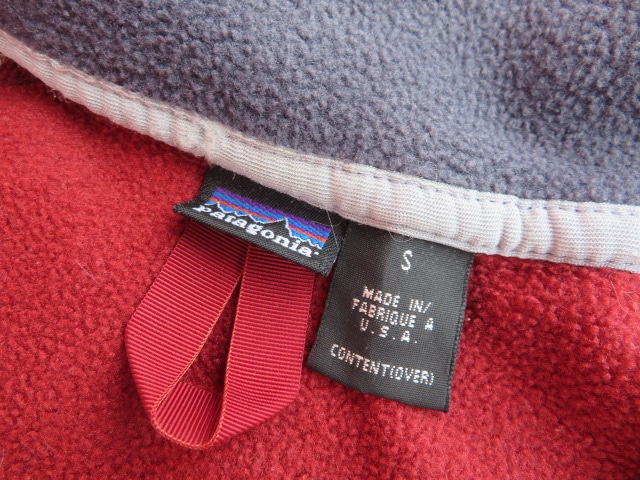 patagonia
S
MADE IN/
FABRIQUE A
U.S.A.
CONTENT(OVER)